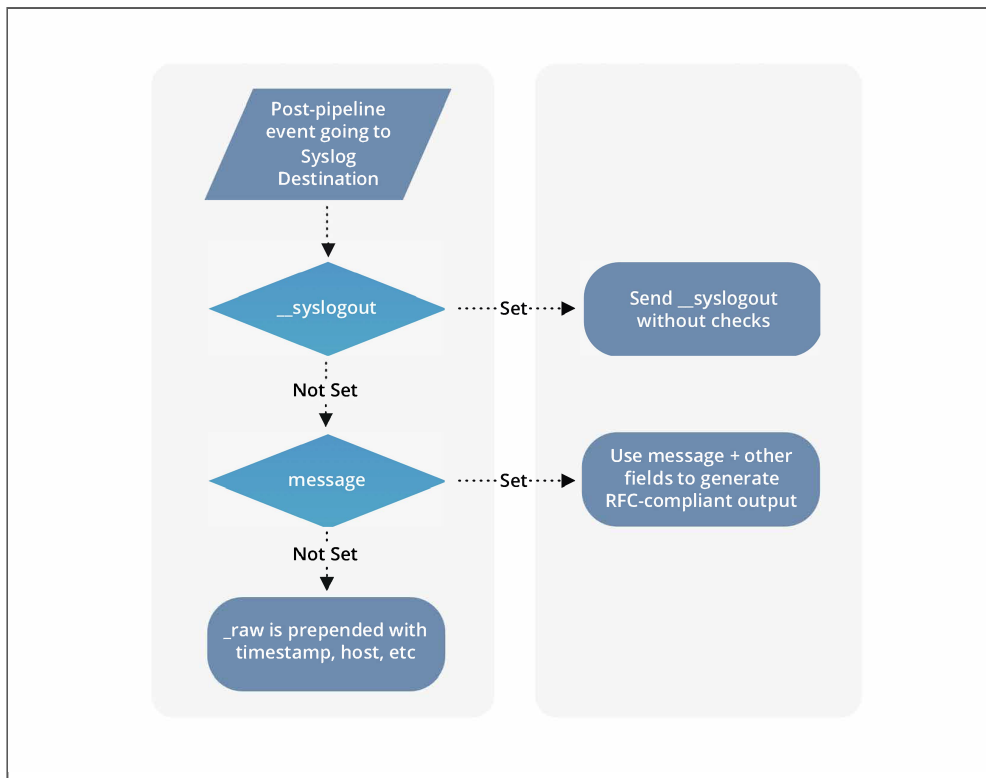 Post-pipeline
event going to
Syslog
Destination
__syslogout
Set
Send __syslogout
without checks
Not Set
message
Set
Use message + other
fields to generate
RFC-compliant output
Not Set
_raw is prepended with
timestamp, host, etc